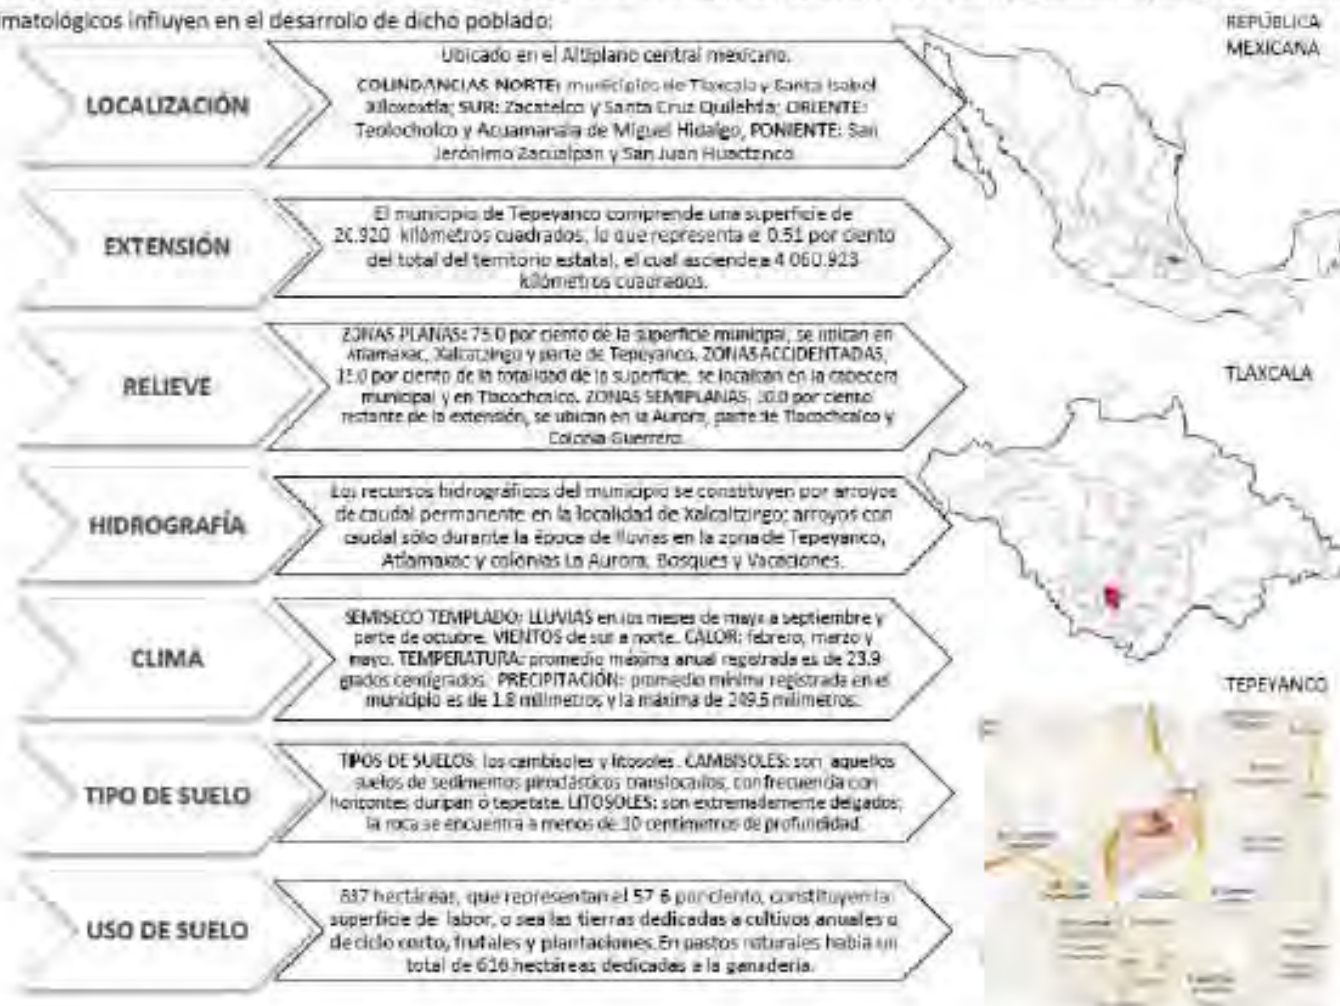 matológicos influyen en el desarrollo de dicho poblado:
LOCALIZACIÓN
Ubicado en el Altiplano central mexicano.
COLINDANCIAS NORTE: municipios de Tlaxcala y Santa Isabel
Xiloxoxtla; SUR: Zacatelco y Santa Cruz Quilehtla; ORIENTE:
Teolocholco y Acuamanala de Miguel Hidalgo, PONIENTE: San
Jerónimo Zacualpan y San Juan Huactzinco
EXTENSIÓN
El municipio de Tepeyanco comprende una superficie de
20.920 kilómetros cuadrados, lo que representa el 0.51 por ciento
del total del territorio estatal, el cual asciende a 4 060.923
kilómetros cuadrados.
RELIEVE
ZONAS PLANAS: 75.0 por ciento de la superficie municipal, se ubican en
Atlamaxac, Xalcatzingo y parte de Tepeyanco. ZONAS ACCIDENTADAS,
15.0 por ciento de la totalidad de la superficie, se localizan en la cabecera
municipal y en Tlacochcalco. ZONAS SEMIPLANAS. 10.0 por ciento
restante de la extensión, se ubican en la Aurora, parte de Tlacochcalco y
Colonia Guerrero.
HIDROGRAFÍA
Los recursos hidrográficos del municipio se constituyen por arroyos
de caudal permanente en la localidad de Xalcaltzingo; arroyos con
caudal sólo durante la época de lluvias en la zona de Tepeyanco,
Atlamaxac y colonias La Aurora, Bosques y Vacaciones.
CLIMA
SEMISECO TEMPLADO: LLUVIAS en los meses de mayo a septiembre y
parte de octubre. VIENTOS de sur a norte. CALOR: febrero, marzo y
mayo. TEMPERATURA: promedio máxima anual registrada es de 23.9
grados centígrados. PRECIPITACIÓN: promedio mínima registrada en el
municipio es de 1.8 milímetros y la máxima de 249.5 milímetros.
TIPO DE SUELO
TIPOS DE SUELOS: los cambisoles y litosoles. CAMBISOLES: son aquellos
suelos de sedimentos piroclásticos translocados, con frecuencia con
horizontes duripan o tepetate. LITOSOLES: son extremadamente delgados;
la roca se encuentra a menos de 10 centímetros de profundidad.
USO DE SUELO
837 hectáreas, que representan el 57.6 por ciento, constituyen la
superficie de labor, o sea las tierras dedicadas a cultivos anuales o
de ciclo corto, frutales y plantaciones. En pastos naturales había un
total de 616 hectáreas dedicadas a la ganadería.
REPÚBLICA
MEXICANA
TLAXCALA
TEPEYANCO